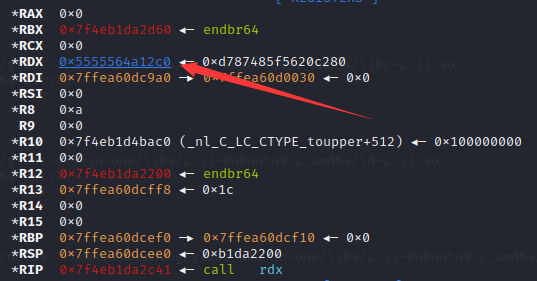 *RAX 0×0
*RBX 0×7f4eb1da2d60 ◂— endbr64
*RCX 0×0
*RDX 0×5555564a12c0 ◂— 0×d787485f5620c280
*RDI 0×7ffea60dc9a0 —▸ 0×7ffea60d0030 ◂— 0×0
*RSI 0×0
*R8 0×a
R9 0×0
*R10 0×7f4eb1d4bac0 (_nl_C_LC_CTYPE_toupper+512) ◂— 0×100000000
*R11 0×0
*R12 0×7f4eb1da2200 ◂— endbr64
*R13 0×7ffea60dcff8 ◂— 0×1c
*R14 0×0
*R15 0×0
*RBP 0×7ffea60dcef0 —▸ 0×7ffea60dcf10 ◂— 0×0
*RSP 0×7ffea60dcee0 ◂— 0×b1da2200
*RIP 0×7f4eb1da2c41 ◂— call rdx